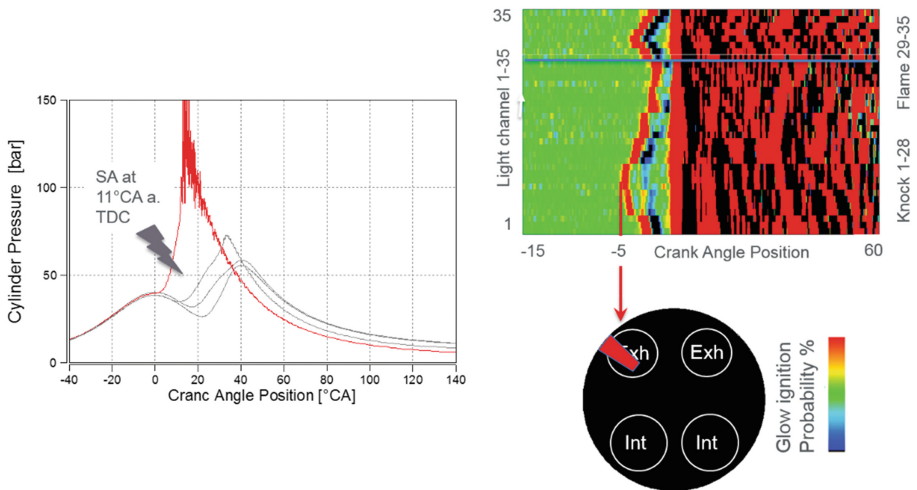 150
100
50
0
Cylinder Pressure [bar]
SA at
11°CA a.
TDC
-40 -20 0 20 40 60 80 100 120 140
Cranc Angle Position [°CA]
35
Light channel 1-35
1
Flame 29-35
Knock 1-28
-15 -5 Crank Angle Position 60
Exh Exh
Int Int
Glow ignition
Probability %